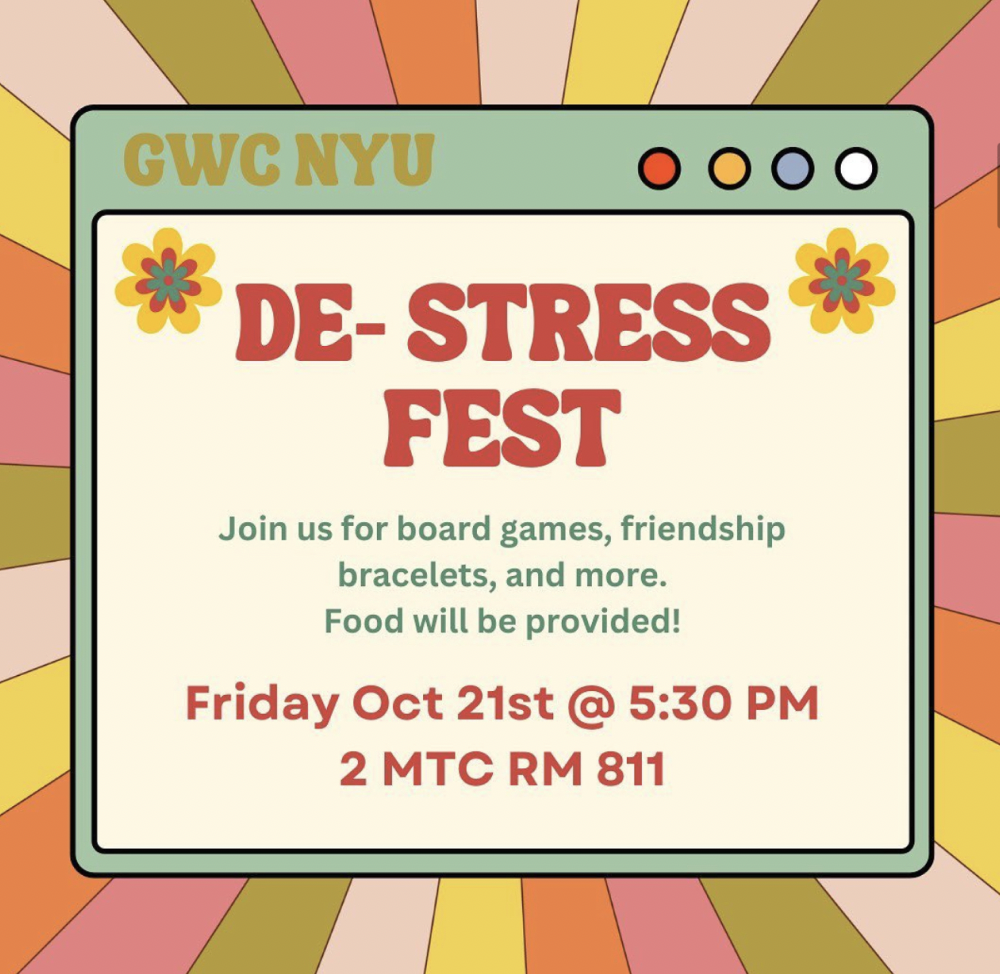 GWC NYU
DE- STRESS
FEST
Join us for board games, friendship
bracelets, and more.
Food will be provided!
Friday Oct 21st @ 5:30 PM
2 MTC RM 811